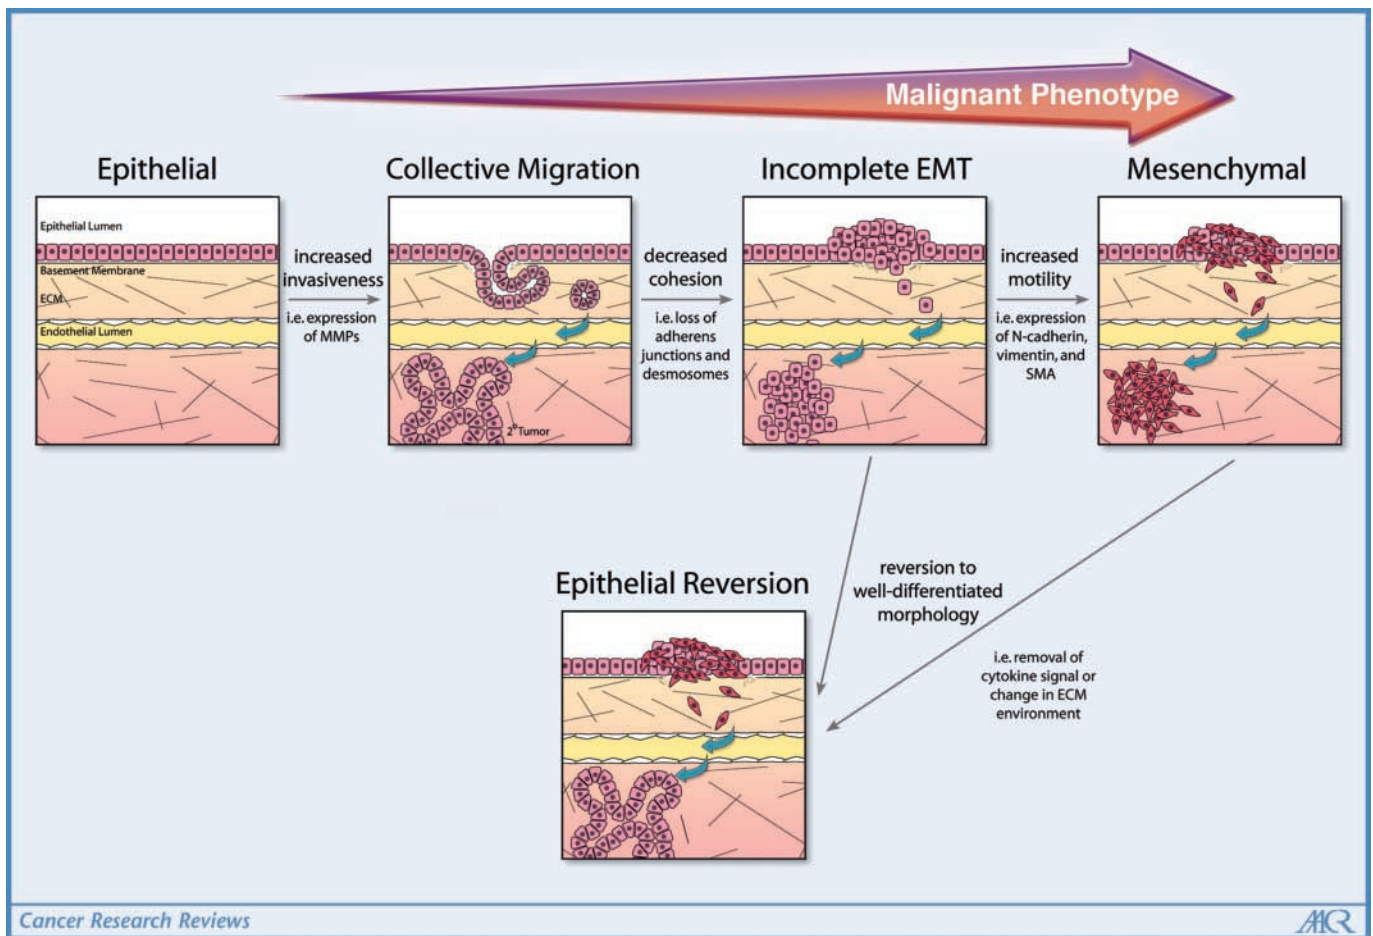 Malignant Phenotype
Epithelial
Collective Migration
Incomplete EMT
Mesenchymal
Epithelial Lumen
Basement Membrane
ECM
Endothelial Lumen
increased
invasiveness
i.e. expression
of MMPs
2° Tumor
decreased
cohesion
i.e. loss of
adherens
junctions and
desmosomes
increased
motility
i.e. expression
of N-cadherin,
vimentin, and
SMA
Epithelial Reversion
reversion to
well-differentiated
morphology
i.e. removal of
cytokine signal or
change in ECM
environment
Cancer Research Reviews
AACR